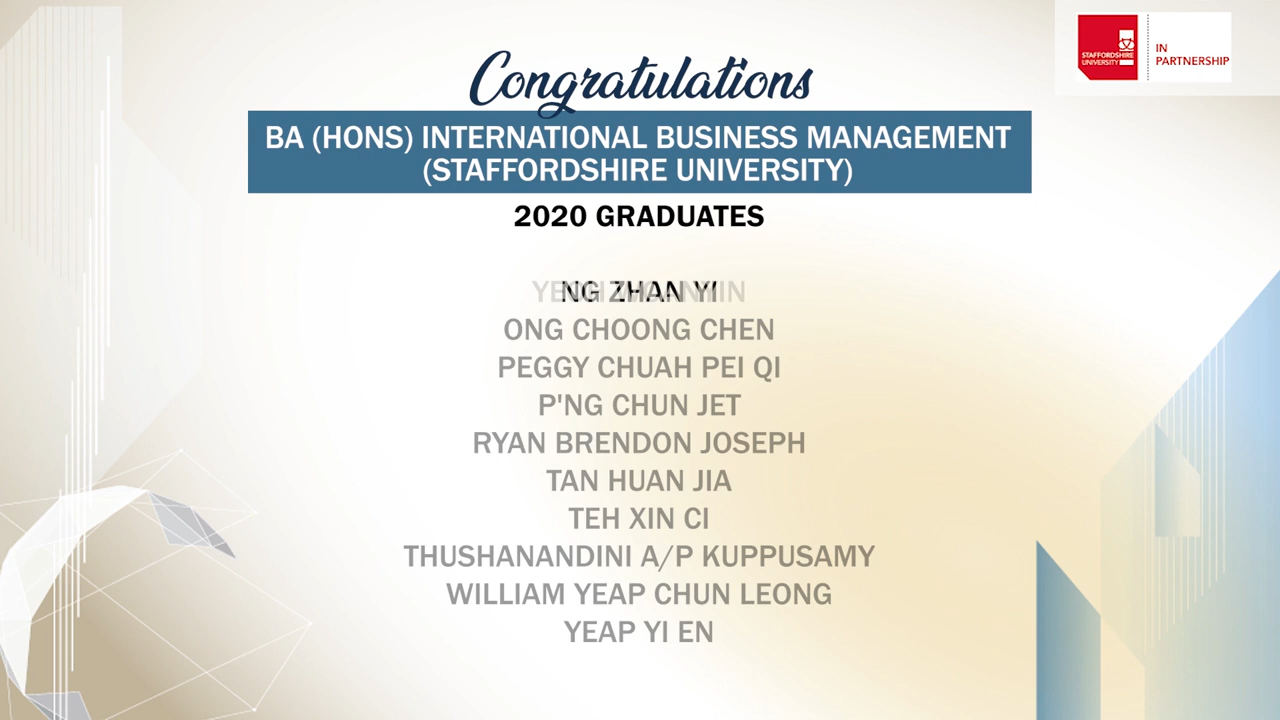 STAFFORDSHIRE
UNIVERSITY
IN
PARTNERSHIP
Congratulations
BA (HONS) INTERNATIONAL BUSINESS MANAGEMENT
(STAFFORDSHIRE UNIVERSITY)
2020 GRADUATES
NG ZHAN YI
ONG CHOONG CHEN
PEGGY CHUAH PEI QI
P'NG CHUN JET
RYAN BRENDON JOSEPH
TAN HUAN JIA
TEH XIN CI
THUSHANANDINI A/P KUPPUSAMY
WILLIAM YEAP CHUN LEONG
YEAP YI EN